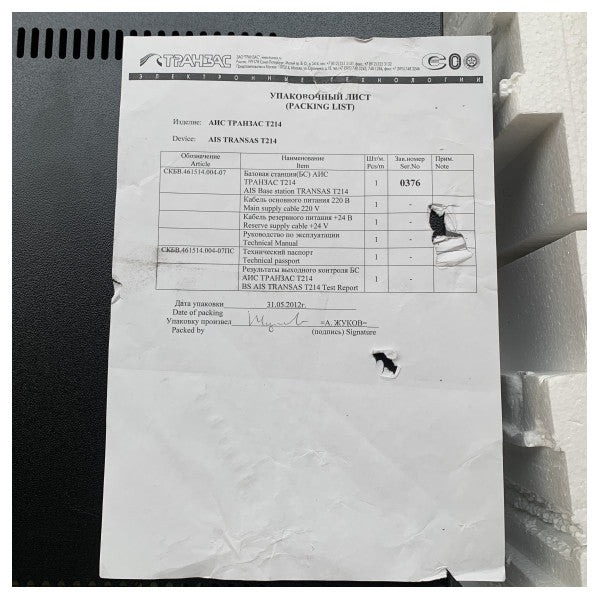 ТРАНЗАС
ЭЛЕКТРОННЫЕ ТЕХНОЛОГИИ
УПАКОВОЧНЫЙ ЛИСТ
(PACKING LIST)
Изделие: АИС ТРАНЗАС Т214
Device: AIS TRANSAS T214
Обозначение Наименование Шт/м. Зав.номер Прим.
Article Item Pcs/m Ser.No Note
СКБВ.461514.004-07 Базовая станция(БС) АИС
ТРАНЗАС Т214 1 0376
AIS Base station TRANSAS T214
Кабель основного питания 220 В 1 -
Main supply cable 220 V
Кабель резервного питания +24 В 1 -
Reserve supply cable +24 V
Руководство по эксплуатации 1 -
Technical Manual
СКБВ.461514.004-07ПС Технический паспорт 1 -
Technical passport
Результаты выходного контроля БС
АИС ТРАНЗАС Т214 1 -
BS AIS TRANSAS T214 Test Report
Дата упаковки 31.05.2012г.
Date of packing
Упаковку произвел =А. ЖУКОВ=
Packed by (подпись) Signature